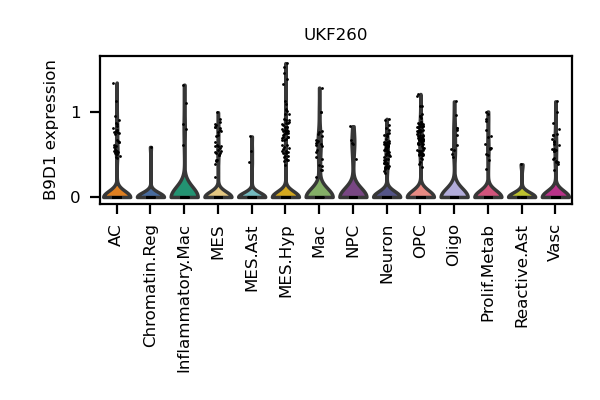 UKF260
B9D1 expression
1
0
AC
Chromatin.Reg
Inflammatory.Mac
MES
MES.Ast
MES.Hyp
Mac
NPC
Neuron
OPC
Oligo
Prolif.Metab
Reactive.Ast
Vasc